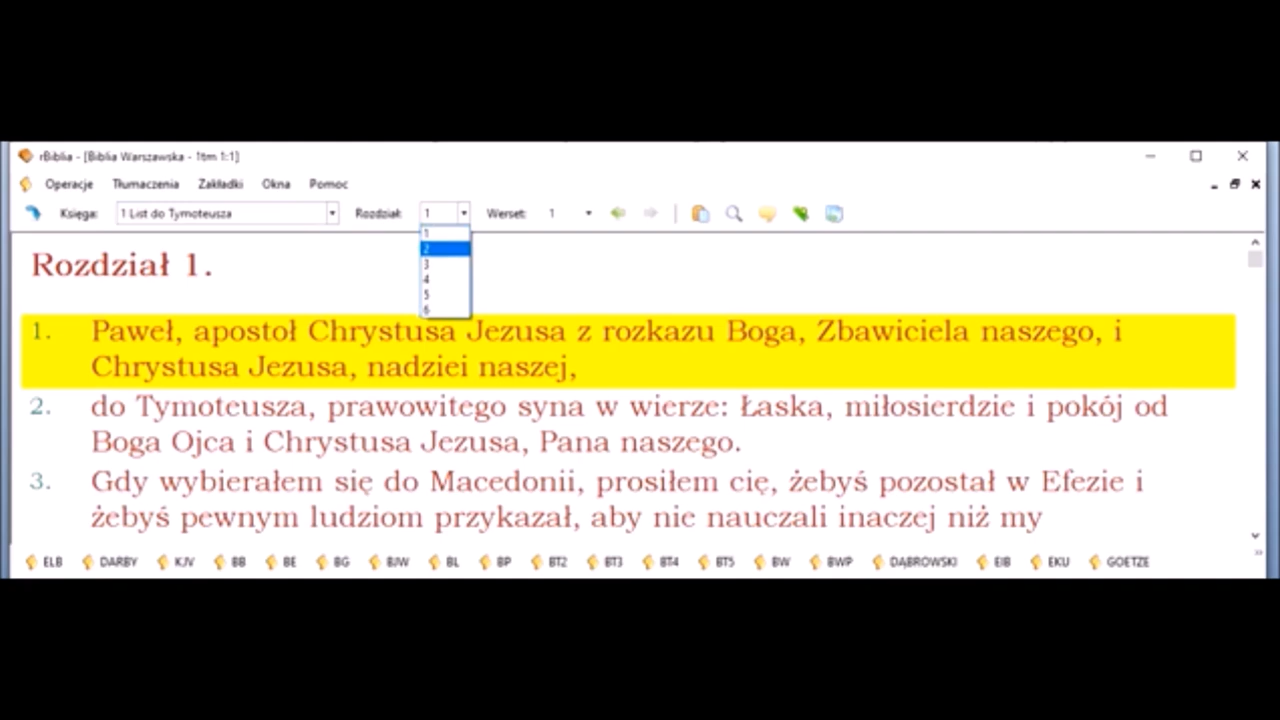 rBiblia - [Biblia Warszawska - 1tm 1:1]
Operacje Tłumaczenia Zakładki Okna Pomoc
Księga: 1 List do Tymoteusza Rozdział: 1 Werset: 1
1
2
3
4
5
6
Rozdział 1.
1. Paweł, apostoł Chrystusa Jezusa z rozkazu Boga, Zbawiciela naszego, i
Chrystusa Jezusa, nadziei naszej,
2. do Tymoteusza, prawowitego syna w wierze: Łaska, miłosierdzie i pokój od
Boga Ojca i Chrystusa Jezusa, Pana naszego.
3. Gdy wybierałem się do Macedonii, prosiłem cię, żebyś pozostał w Efezie i
żebyś pewnym ludziom przykazał, aby nie nauczali inaczej niż my
ELB DARBY KJV BB BE BG BJW BL BP BT2 BT3 BT4 BT5 BW BWP DĄBROWSKI EIB EKU GOETZE